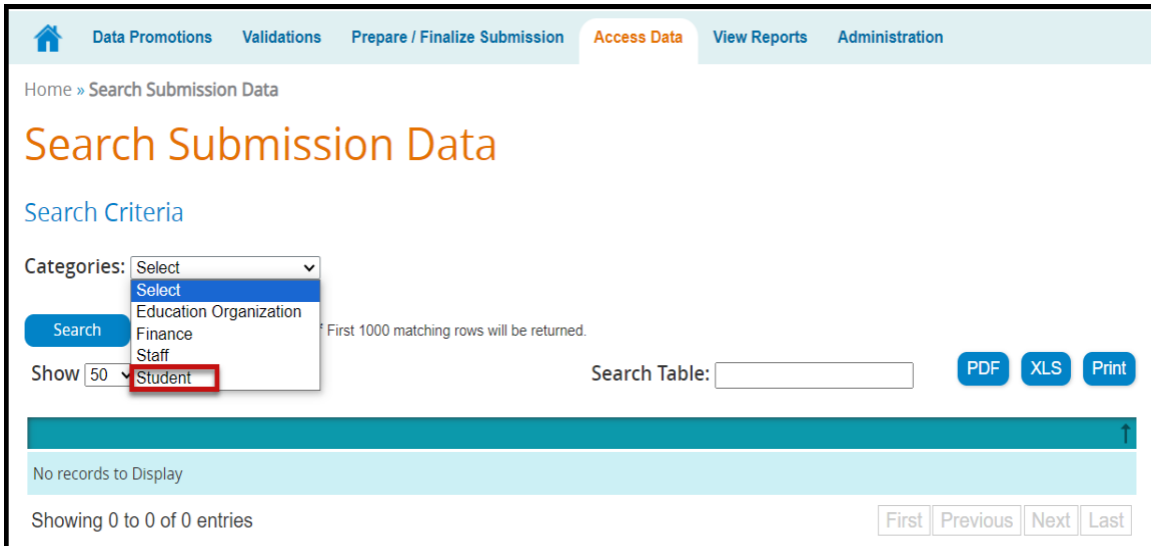 Data Promotions Validations Prepare / Finalize Submission Access Data View Reports Administration
Home » Search Submission Data
Search Submission Data
Search Criteria
Categories: Select
Select
Education Organization
Finance
Staff
Student
Search First 1000 matching rows will be returned.
Show 50 Search Table: PDF XLS Print
No records to Display
Showing 0 to 0 of 0 entries First Previous Next Last